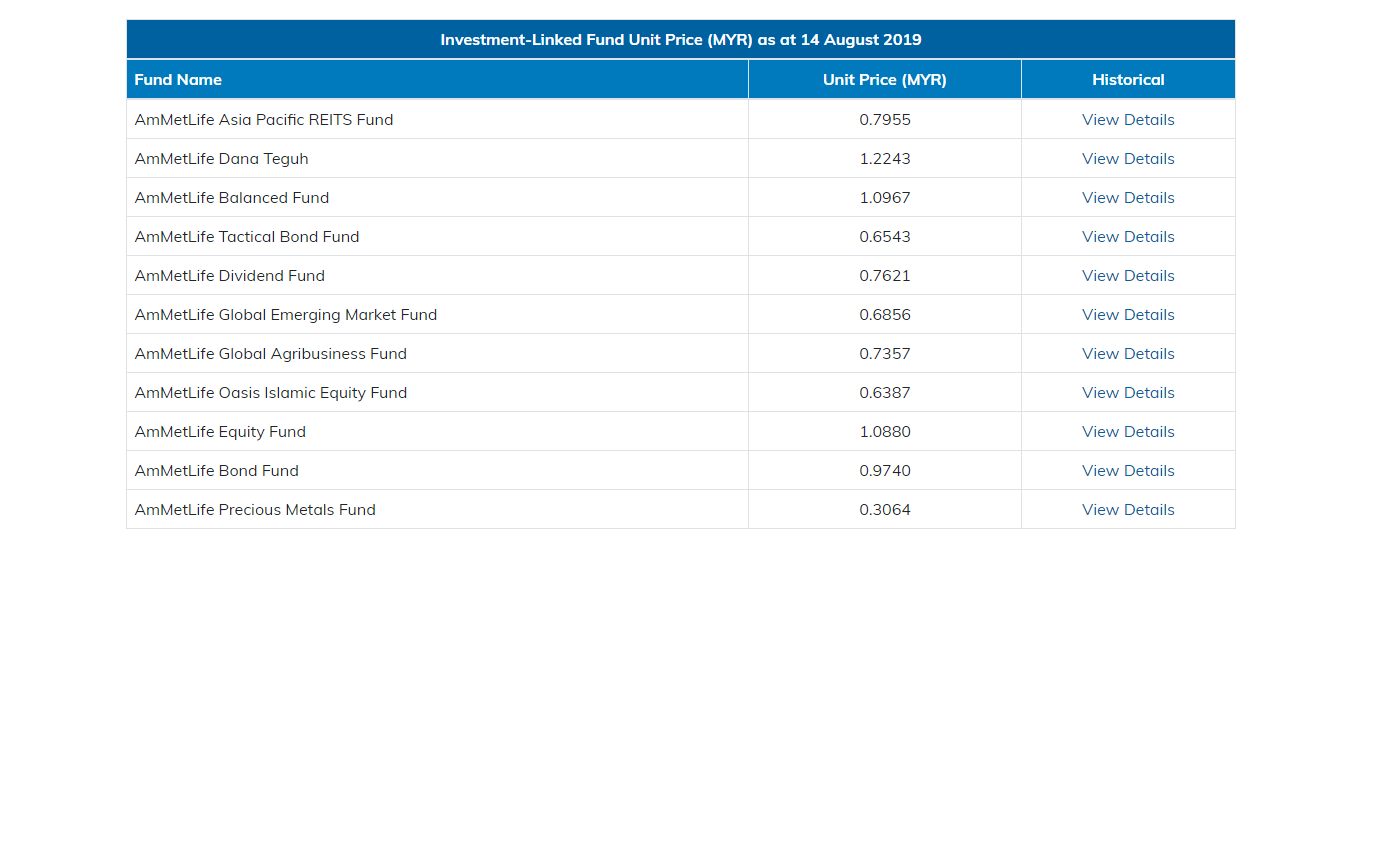 Investment-Linked Fund Unit Price (MYR) as at 14 August 2019
Fund Name Unit Price (MYR) Historical
AmMetLife Asia Pacific REITS Fund 0.7955 View Details
AmMetLife Dana Teguh 1.2243 View Details
AmMetLife Balanced Fund 1.0967 View Details
AmMetLife Tactical Bond Fund 0.6543 View Details
AmMetLife Dividend Fund 0.7621 View Details
AmMetLife Global Emerging Market Fund 0.6856 View Details
AmMetLife Global Agribusiness Fund 0.7357 View Details
AmMetLife Oasis Islamic Equity Fund 0.6387 View Details
AmMetLife Equity Fund 1.0880 View Details
AmMetLife Bond Fund 0.9740 View Details
AmMetLife Precious Metals Fund 0.3064 View Details